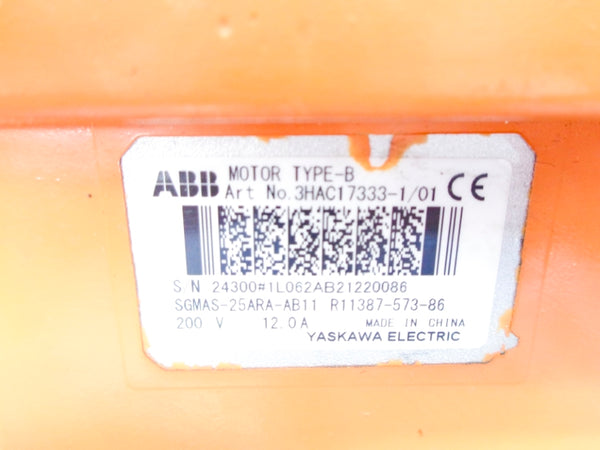 ABB MOTOR TYPE-B
Art No.3HAC17333-1/01 CE
S N 24300#1L062AB21220086
SGMAS-25ARA-AB11 R11387-573-86
200 V 12.0A MADE IN CHINA
YASKAWA ELECTRIC